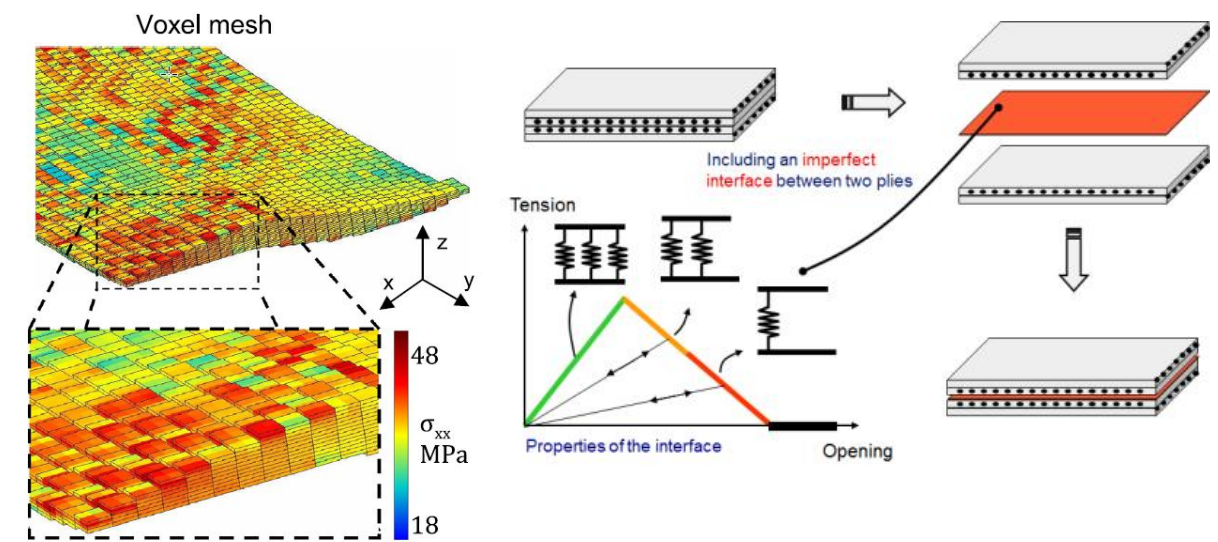 Voxel mesh
z
x
y
48
σxx
MPa
18
Including an imperfect
interface between two plies
Tension
Properties of the interface
Opening